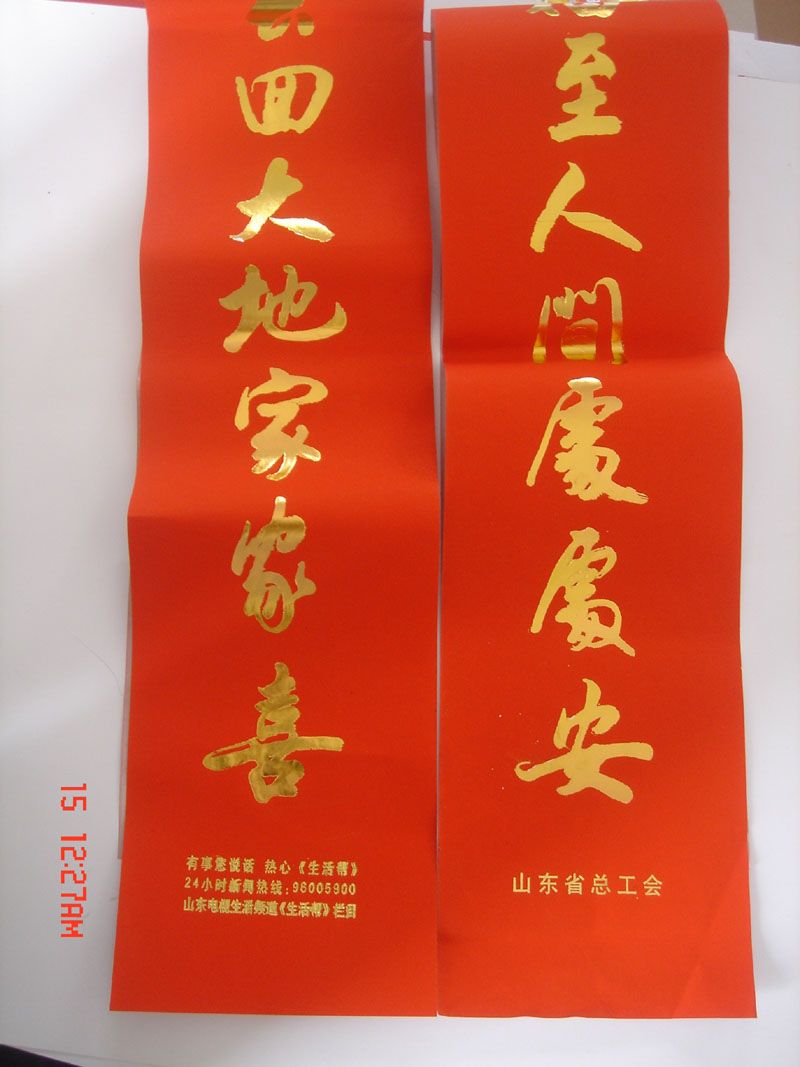 回大地家家喜
至人間處處安
有事您说话 热心《生活帮》
24小时新闻热线:96005900
山东电视生活频道《生活帮》栏目
山东省总工会
15 12:27AM